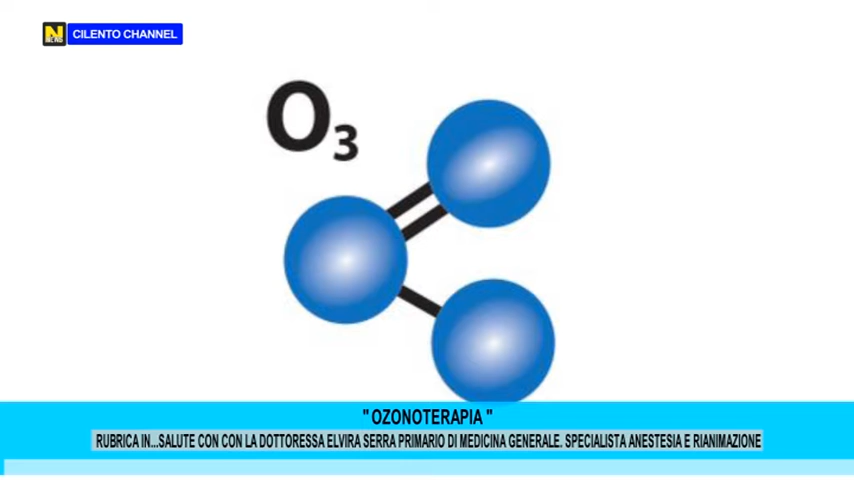 CILENTO CHANNEL
O3
" OZONOTERAPIA "
RUBRICA IN...SALUTE CON CON LA DOTTORESSA ELVIRA SERRA PRIMARIO DI MEDICINA GENERALE. SPECIALISTA ANESTESIA E RIANIMAZIONE